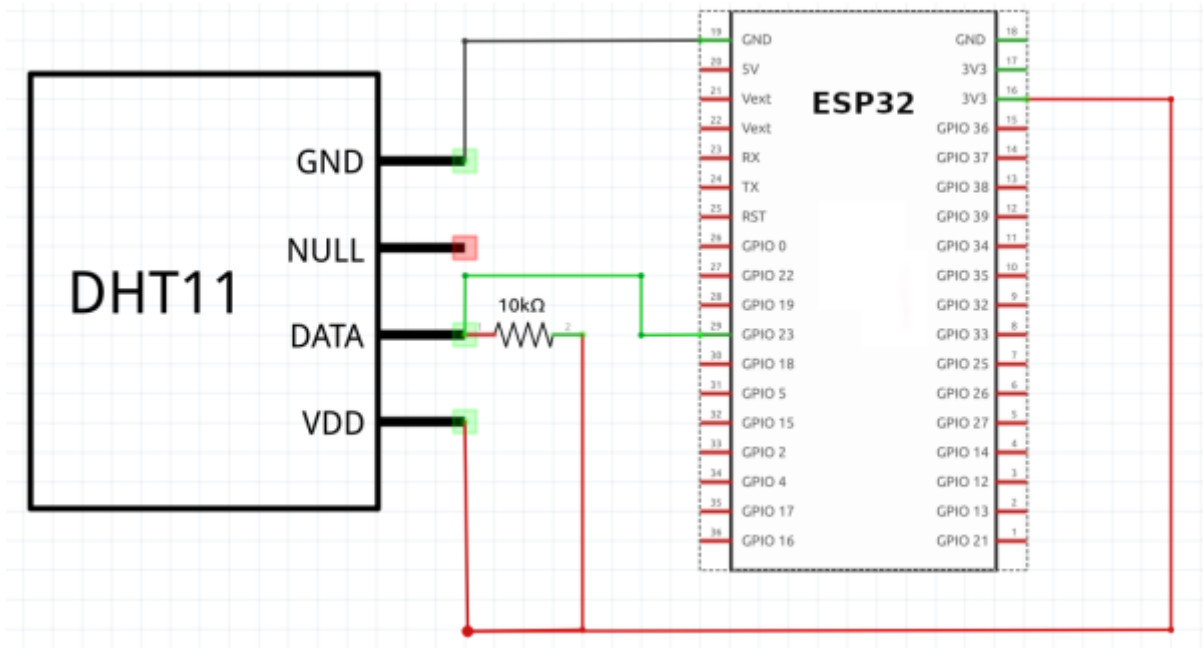 DHT11
GND
NULL
DATA
VDD
10kΩ
1
2
ESP32
19 GND
20 5V
21 Vext
22 Vext
23 RX
24 TX
25 RST
26 GPIO 0
27 GPIO 22
28 GPIO 19
29 GPIO 23
30 GPIO 18
31 GPIO 5
32 GPIO 15
33 GPIO 2
34 GPIO 4
35 GPIO 17
36 GPIO 16
GND 18
3V3 17
3V3 16
GPIO 36 15
GPIO 37 14
GPIO 38 13
GPIO 39 12
GPIO 34 11
GPIO 35 10
GPIO 32 9
GPIO 33 8
GPIO 25 7
GPIO 26 6
GPIO 27 5
GPIO 14 4
GPIO 12 3
GPIO 13 2
GPIO 21 1